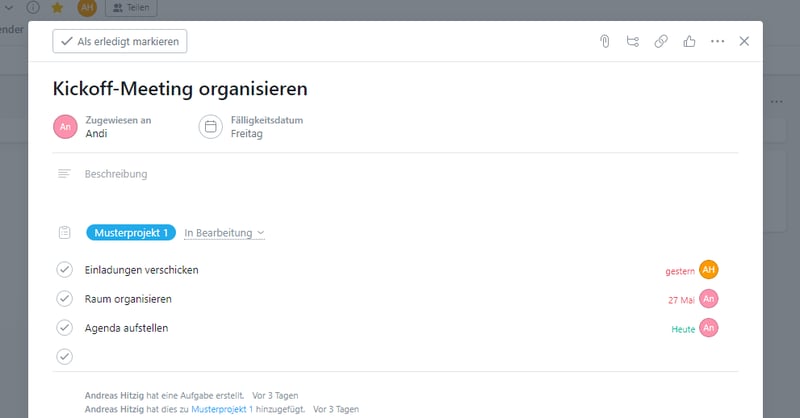 AH
Teilen
ender
Als erledigt markieren
Kickoff-Meeting organisieren
An
Zugewiesen an
Andi
Fälligkeitsdatum
Freitag
Beschreibung
Musterprojekt 1 In Bearbeitung
Einladungen verschicken gestern AH
Raum organisieren 27 Mai An
Agenda aufstellen Heute An
Andreas Hitzig hat eine Aufgabe erstellt. Vor 3 Tagen
Andreas Hitzig hat dies zu Musterprojekt 1 hinzugefügt. Vor 3 Tagen